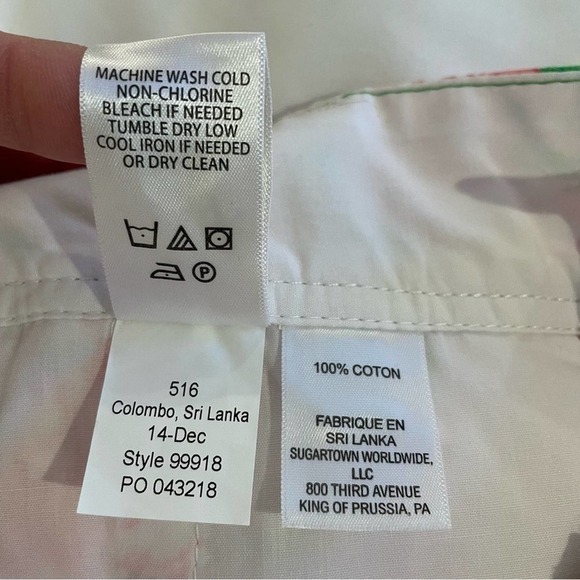 MACHINE WASH COLD
NON-CHLORINE
BLEACH IF NEEDED
TUMBLE DRY LOW
COOL IRON IF NEEDED
OR DRY CLEAN
P
516
Colombo, Sri Lanka
14-Dec
Style 99918
PO 043218
100% COTON
FABRIQUE EN
SRI LANKA
SUGARTOWN WORLDWIDE,
LLC
800 THIRD AVENUE
KING OF PRUSSIA, PA